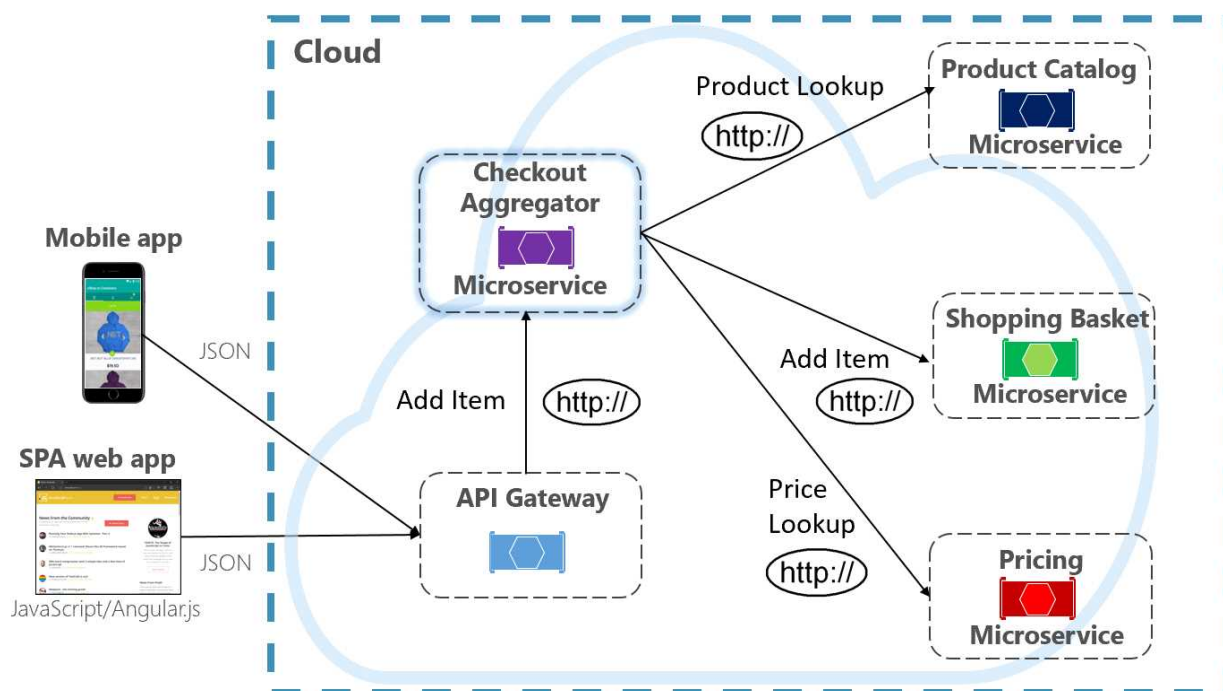 Cloud
Product Catalog
Microservice
Product Lookup
http://
Checkout
Aggregator
Microservice
Mobile app
JSON
Add Item
http://
Shopping Basket
Microservice
Add Item
http://
SPA web app
JSON
JavaScript/Angular.js
API Gateway
Price
Lookup
http://
Pricing
Microservice